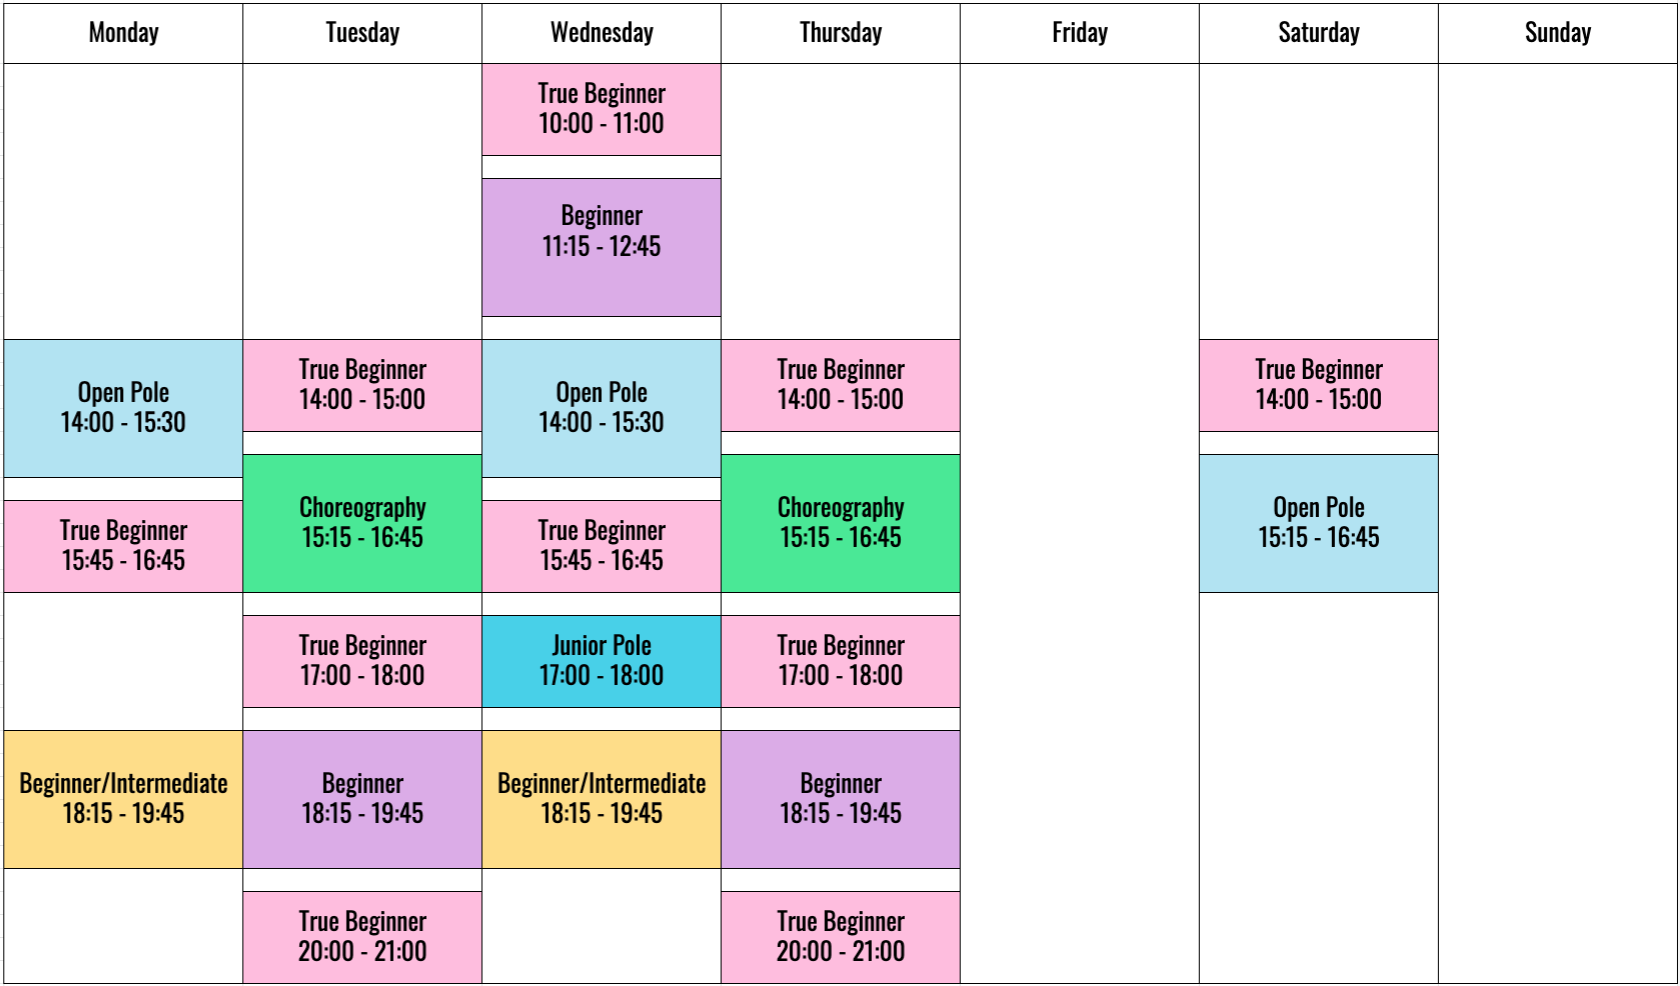 Monday
Tuesday
Wednesday
Thursday
Friday
Saturday
Sunday
Open Pole
14:00 - 15:30
True Beginner
15:45 - 16:45
Beginner/Intermediate
18:15 - 19:45
True Beginner
14:00 - 15:00
Choreography
15:15 - 16:45
True Beginner
17:00 - 18:00
Beginner
18:15 - 19:45
True Beginner
20:00 - 21:00
True Beginner
10:00 - 11:00
Beginner
11:15 - 12:45
Open Pole
14:00 - 15:30
True Beginner
15:45 - 16:45
Junior Pole
17:00 - 18:00
Beginner/Intermediate
18:15 - 19:45
True Beginner
14:00 - 15:00
Choreography
15:15 - 16:45
True Beginner
17:00 - 18:00
Beginner
18:15 - 19:45
True Beginner
20:00 - 21:00
True Beginner
14:00 - 15:00
Open Pole
15:15 - 16:45